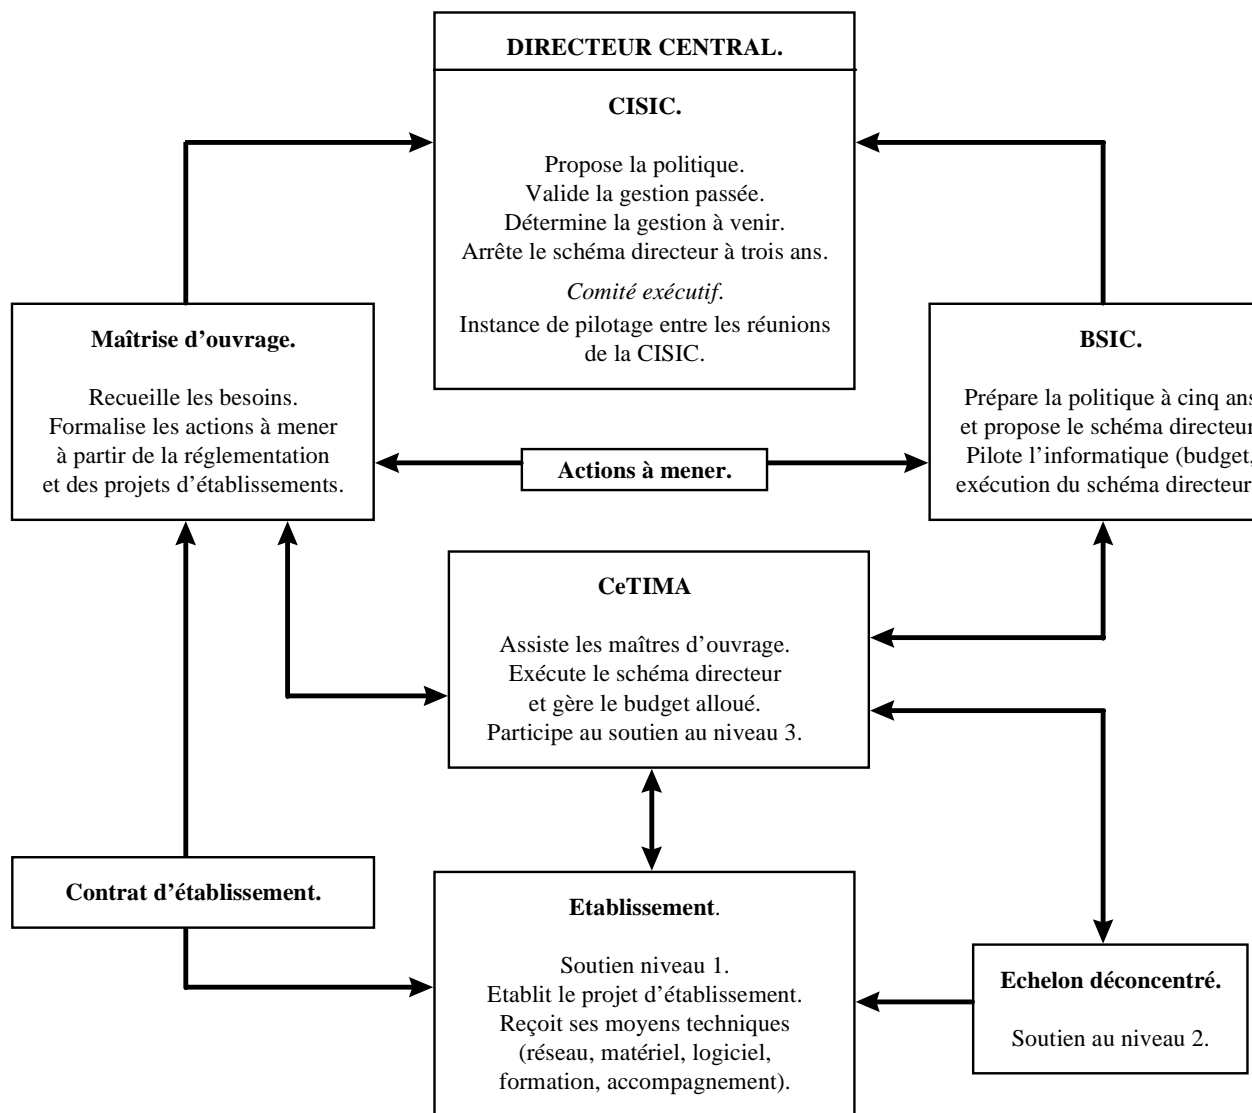 DIRECTEUR CENTRAL.
CISIC.
Propose la politique.
Valide la gestion passée.
Détermine la gestion à venir.
Arrête le schéma directeur à trois ans.
Comité exécutif.
Instance de pilotage entre les réunions
de la CISIC.
Maîtrise d’ouvrage.
Recueille les besoins.
Formalise les actions à mener
à partir de la réglementation
et des projets d’établissements.
Actions à mener.
BSIC.
Prépare la politique à cinq ans
et propose le schéma directeur
Pilote l’informatique (budget,
exécution du schéma directeur
CeTIMA
Assiste les maîtres d’ouvrage.
Exécute le schéma directeur
et gère le budget alloué.
Participe au soutien au niveau 3.
Contrat d’établissement.
Etablissement.
Soutien niveau 1.
Etablit le projet d’établissement.
Reçoit ses moyens techniques
(réseau, matériel, logiciel,
formation, accompagnement).
Echelon déconcentré.
Soutien au niveau 2.